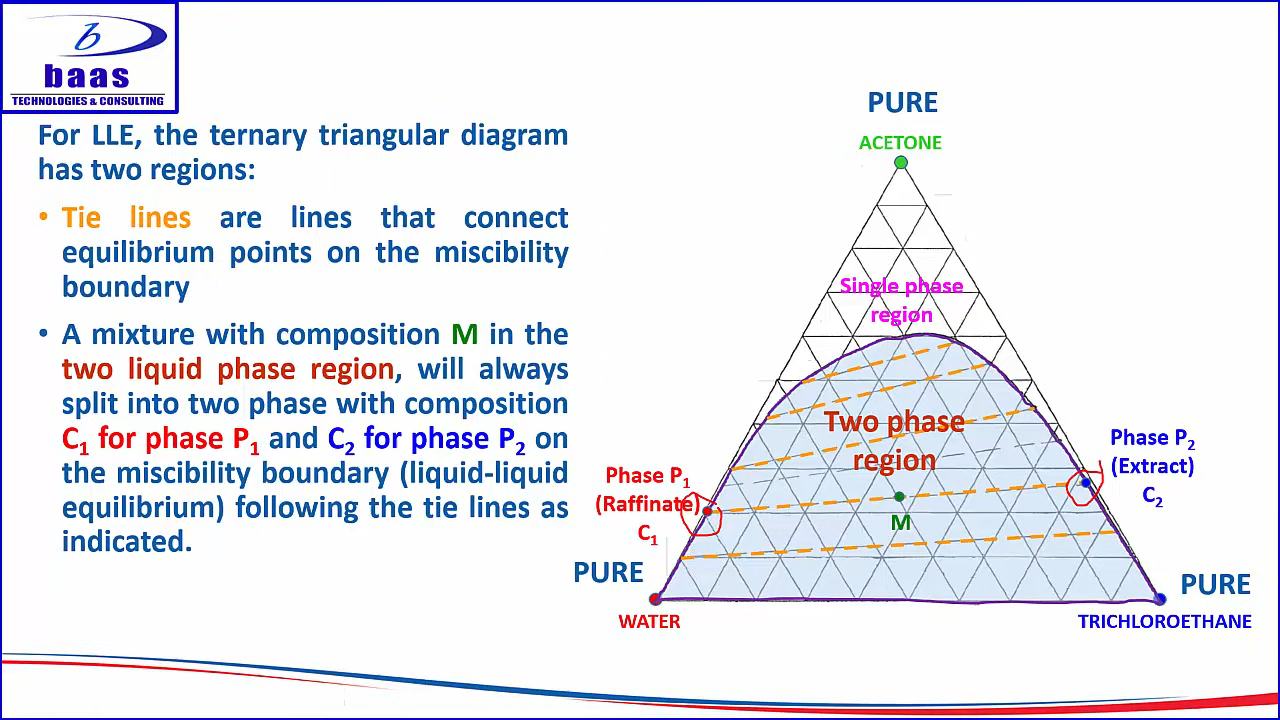 b
baas
TECHNOLOGIES & CONSULTING
For LLE, the ternary triangular diagram
has two regions:
• Tie lines are lines that connect
equilibrium points on the miscibility
boundary
• A mixture with composition M in the
two liquid phase region, will always
split into two phase with composition
C₁ for phase P₁ and C₂ for phase P₂ on
the miscibility boundary (liquid-liquid
equilibrium) following the tie lines as
indicated.
PURE
ACETONE
Single phase
region
Two phase
region
Phase P₁
(Raffinate)
C₁
M
Phase P₂
(Extract)
C₂
PURE
WATER
PURE
TRICHLOROETHANE